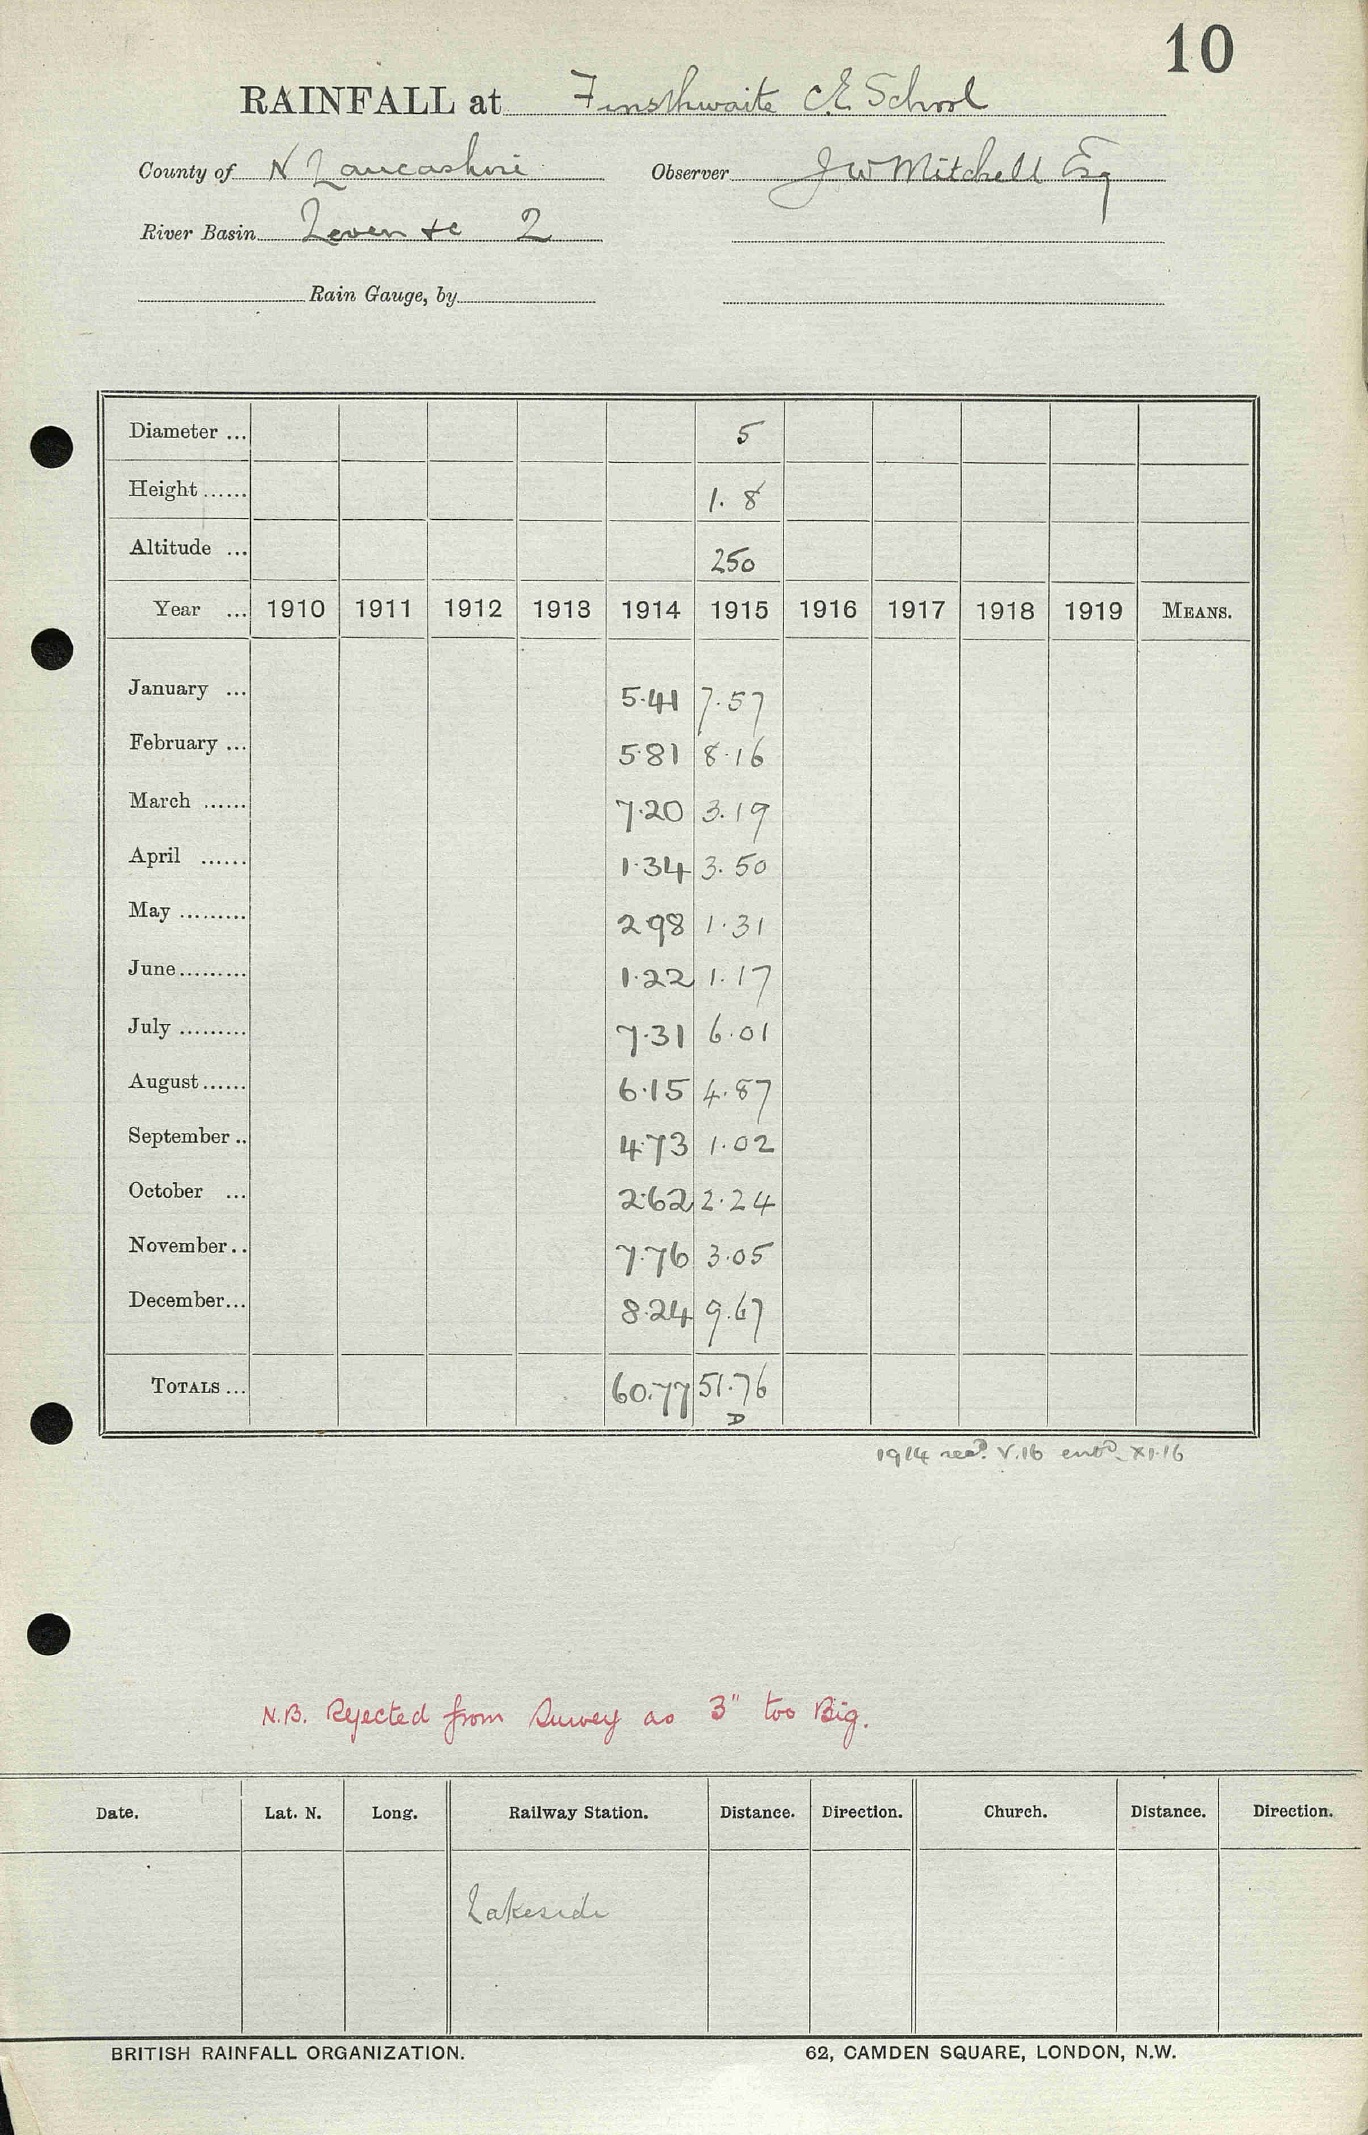 10
RAINFALL at Finsthwaite C.E. School
County of N Lancashire Observer J W Mitchell Esq
River Basin Leven &c 2
Rain Gauge, by
Diameter ... 5
Height ...... 1. 8
Altitude ... 250
Year ... 1910 1911 1912 1913 1914 1915 1916 1917 1918 1919 MEANS.
January ... 5.41 7.57
February ... 5.81 8.16
March ...... 7.20 3.19
April ...... 1.34 3.50
May ......... 2.98 1.31
June......... 1.22 1.17
July ......... 7.31 6.01
August...... 6.15 4.87
September .. 4.73 1.02
October ... 2.62 2.24
November.. 7.76 3.05
December... 8.24 9.67
TOTALS ... 60.77 51.76
D
1914 recd. V.16 entd. XI.16
N.B. Rejected from Survey as 3" too Big.
Date. Lat. N. Long. Railway Station. Distance. Direction. Church. Distance. Direction.
Lakeside
BRITISH RAINFALL ORGANIZATION. 62, CAMDEN SQUARE, LONDON, N.W.